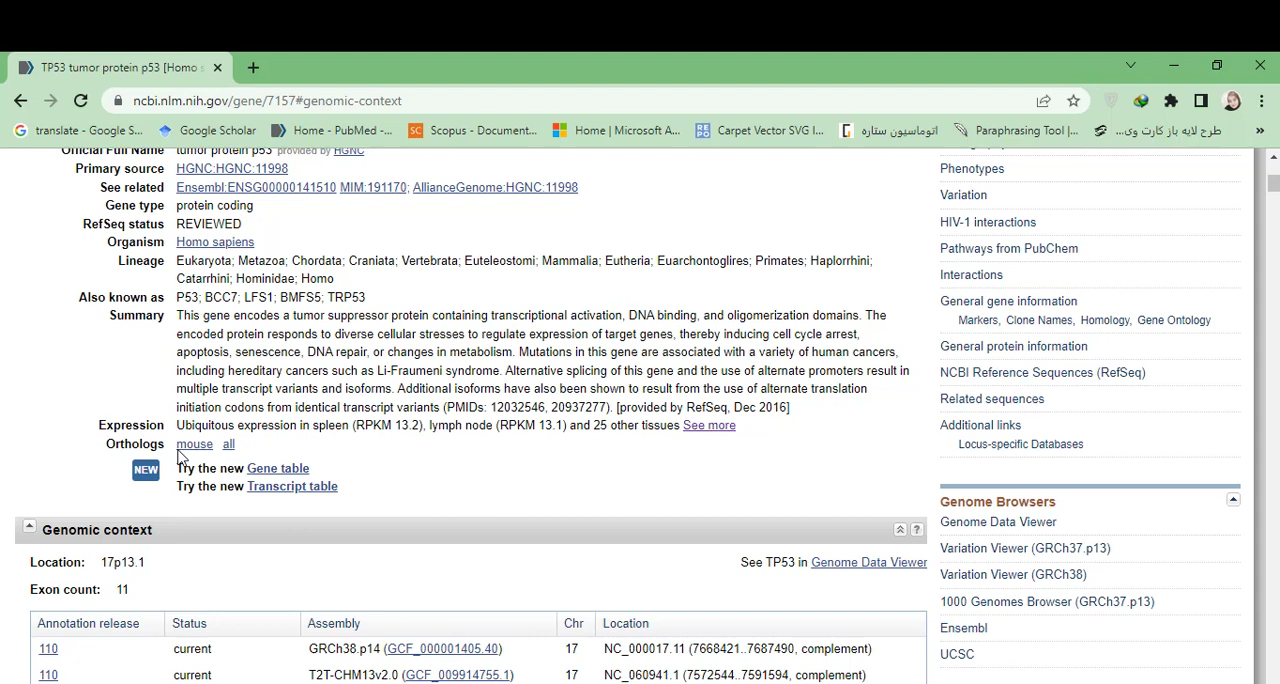 TP53 tumor protein p53 [Homo s
ncbi.nlm.nih.gov/gene/7157#genomic-context
translate - Google S... Google Scholar Home - PubMed -... SC Scopus - Document... Home | Microsoft A... Carpet Vector SVG I... اتوماسیون ستاره Paraphrasing Tool |... طرح لایه باز کارت وی...
Official Full Name tumor protein p53 provided by HGNC
Primary source HGNC:HGNC:11998
See related Ensembl:ENSG00000141510 MIM:191170; AllianceGenome:HGNC:11998
Gene type protein coding
RefSeq status REVIEWED
Organism Homo sapiens
Lineage Eukaryota; Metazoa; Chordata; Craniata; Vertebrata; Euteleostomi; Mammalia; Eutheria; Euarchontoglires; Primates; Haplorrhini;
Catarrhini; Hominidae; Homo
Also known as P53; BCC7; LFS1; BMFS5; TRP53
Summary This gene encodes a tumor suppressor protein containing transcriptional activation, DNA binding, and oligomerization domains. The
encoded protein responds to diverse cellular stresses to regulate expression of target genes, thereby inducing cell cycle arrest,
apoptosis, senescence, DNA repair, or changes in metabolism. Mutations in this gene are associated with a variety of human cancers,
including hereditary cancers such as Li-Fraumeni syndrome. Alternative splicing of this gene and the use of alternate promoters result in
multiple transcript variants and isoforms. Additional isoforms have also been shown to result from the use of alternate translation
initiation codons from identical transcript variants (PMIDs: 12032546, 20937277). [provided by RefSeq, Dec 2016]
Expression Ubiquitous expression in spleen (RPKM 13.2), lymph node (RPKM 13.1) and 25 other tissues See more
Orthologs mouse all
NEW Try the new Gene table
Try the new Transcript table
Genomic context
Location: 17p13.1 See TP53 in Genome Data Viewer
Exon count: 11
Annotation release Status Assembly Chr Location
110 current GRCh38.p14 (GCF_000001405.40) 17 NC_000017.11 (7668421..7687490, complement)
110 current T2T-CHM13v2.0 (GCF_009914755.1) 17 NC_060941.1 (7572544..7591594, complement)
Phenotypes
Variation
HIV-1 interactions
Pathways from PubChem
Interactions
General gene information
Markers, Clone Names, Homology, Gene Ontology
General protein information
NCBI Reference Sequences (RefSeq)
Related sequences
Additional links
Locus-specific Databases
Genome Browsers
Genome Data Viewer
Variation Viewer (GRCh37.p13)
Variation Viewer (GRCh38)
1000 Genomes Browser (GRCh37.p13)
Ensembl
UCSC